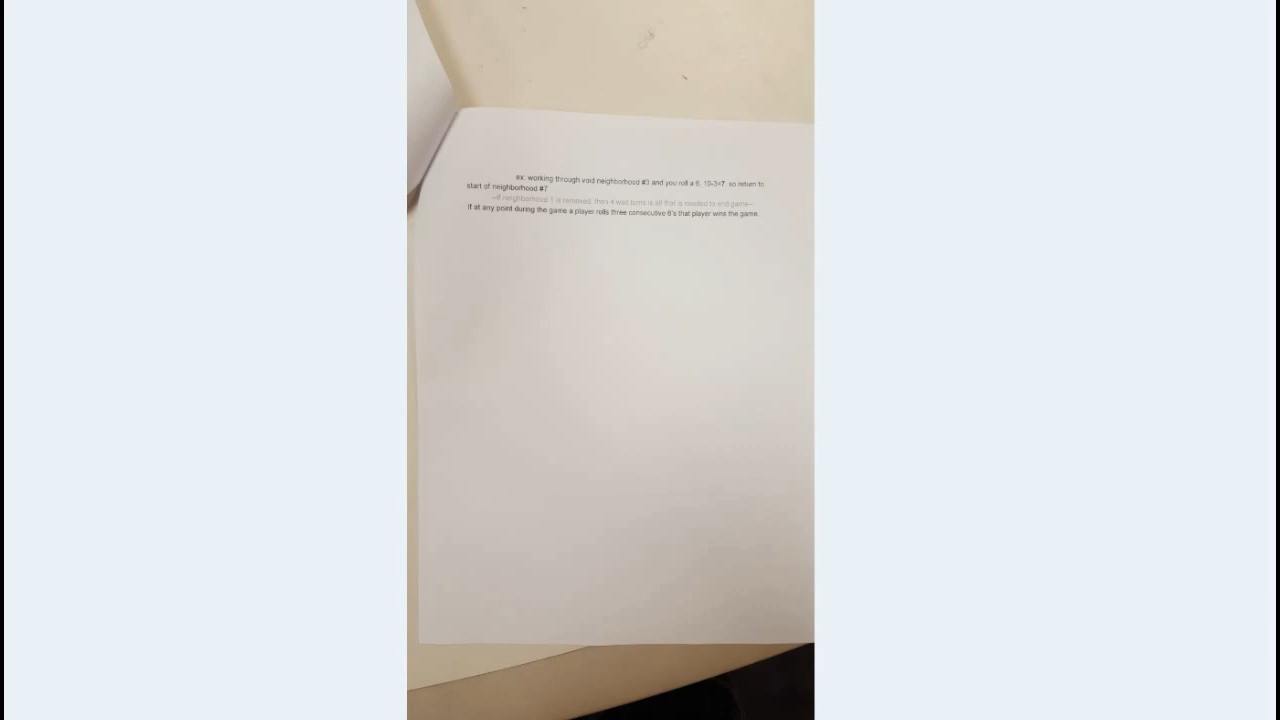 ex: working through void neighborhood #3 and you roll a 6, 10-3=7 so return to
start of neighborhood #7
--If neighborhood 1 is removed, then 4 wait turns is all that is needed to end game--
If at any point during the game a player rolls three consecutive 6's that player wins the game.